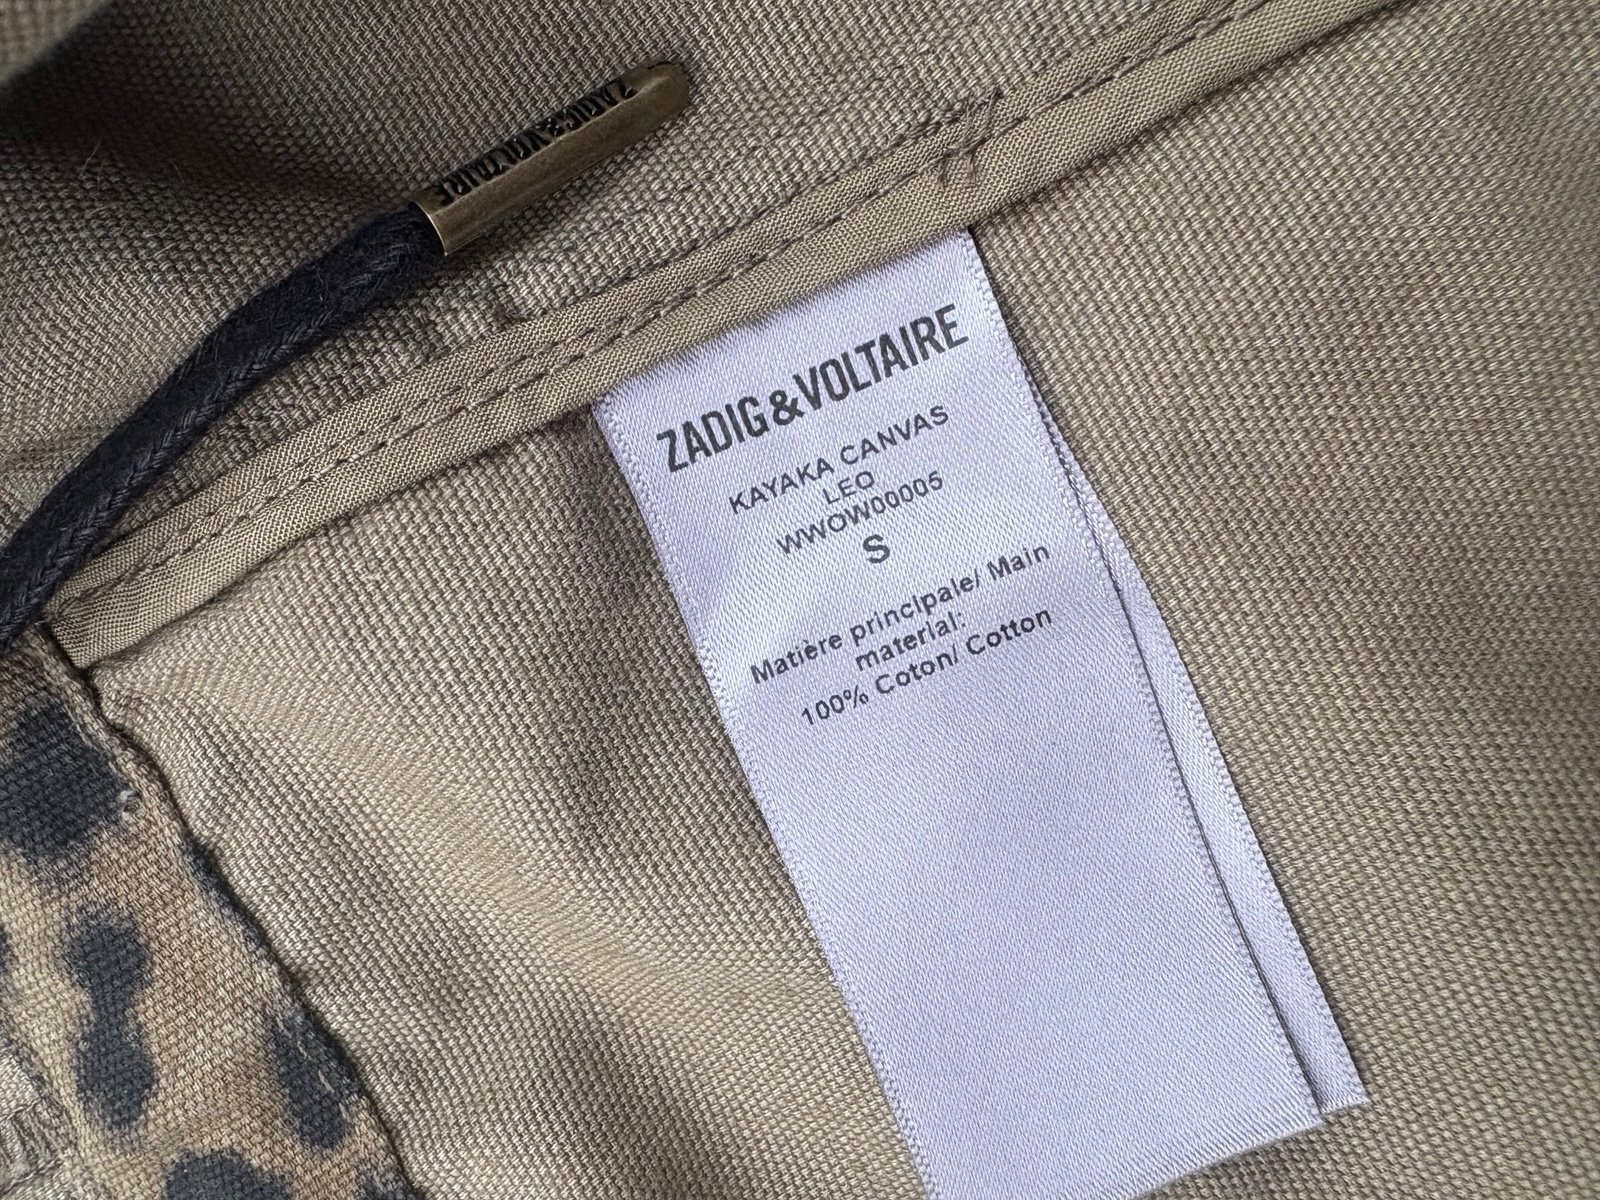 ZADIG&VOLTAIRE
ZADIG&VOLTAIRE
KAYAKA CANVAS
LEO
WWOW00005
S
Matière principale/ Main
material:
100% Coton/ Cotton